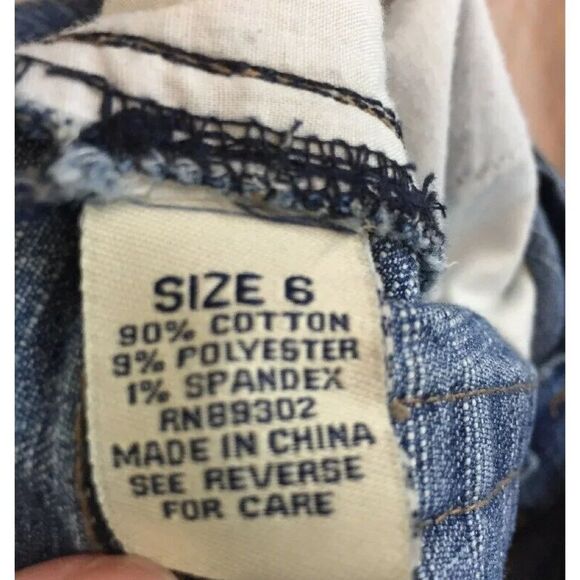 SIZE 6
90% COTTON
9% POLYESTER
1% SPANDEX
RN89302
MADE IN CHINA
SEE REVERSE
FOR CARE